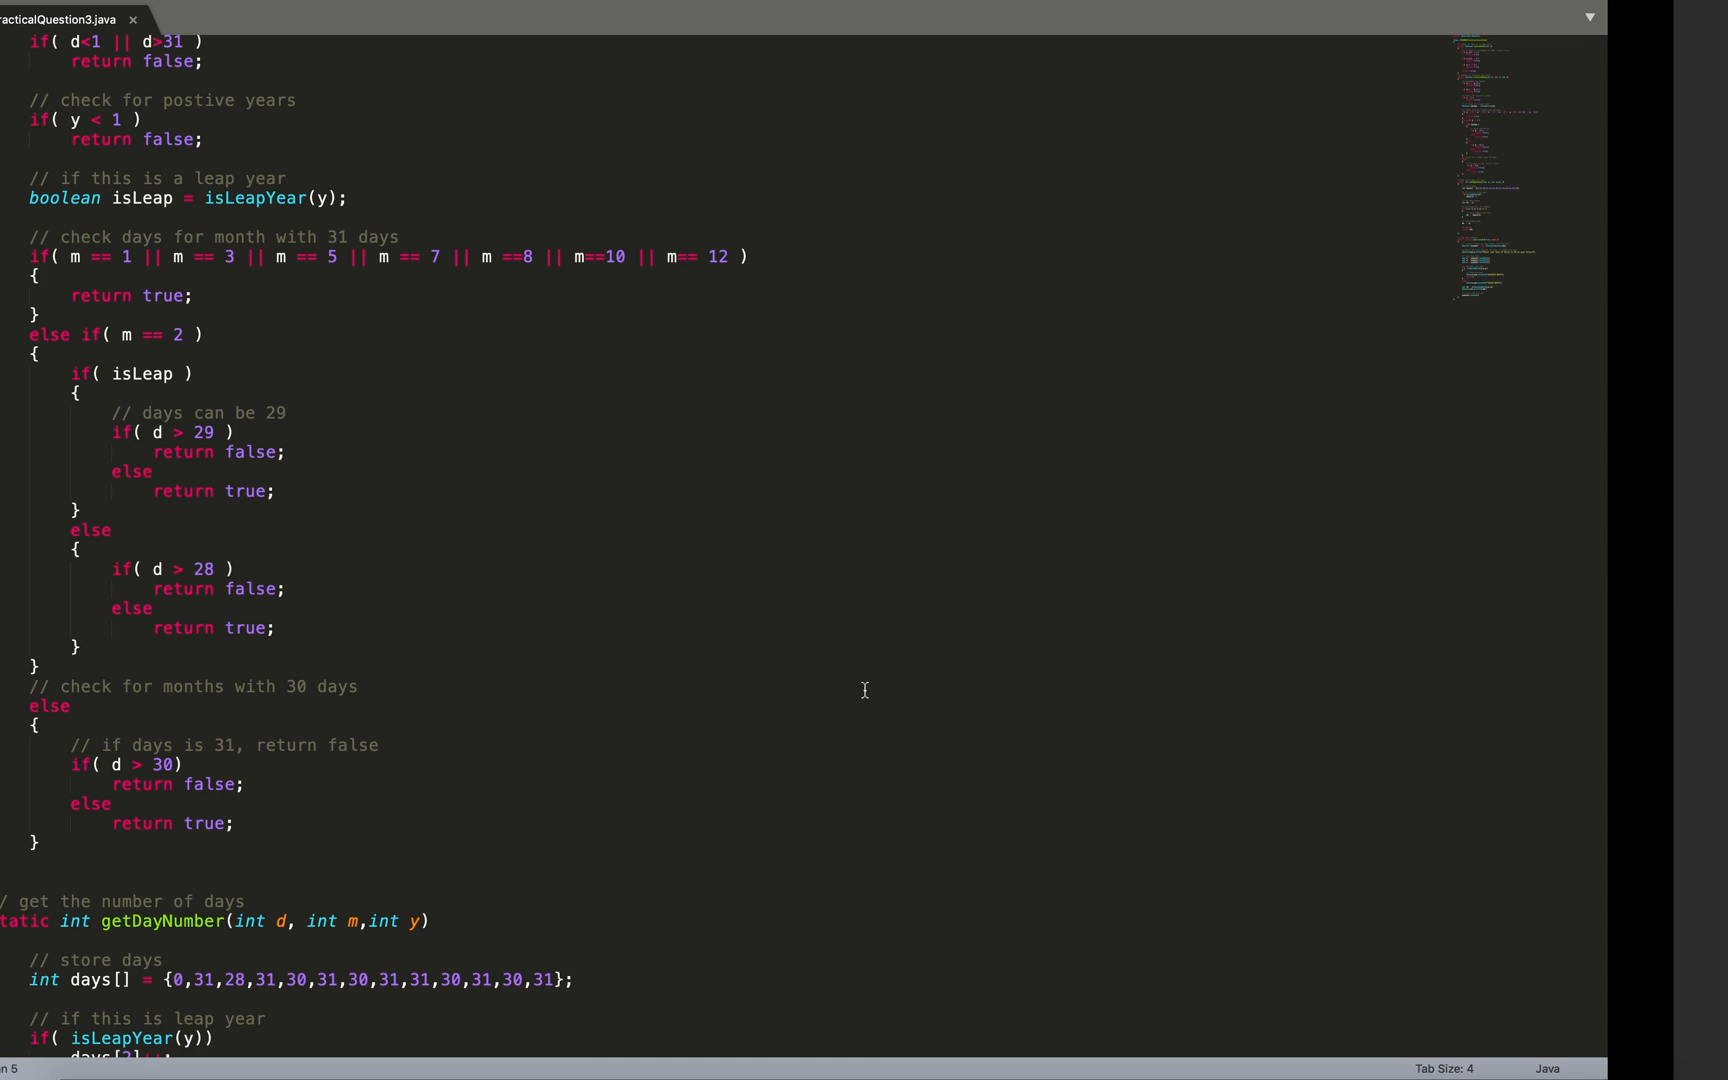 racticalQuestion3.java ×
if( d<1 || d>31 )
return false;
// check for postive years
if( y < 1 )
return false;
// if this is a leap year
boolean isLeap = isLeapYear(y);
// check days for month with 31 days
if( m == 1 || m == 3 || m == 5 || m == 7 || m ==8 || m==10 || m== 12 )
{
return true;
}
else if( m == 2 )
{
if( isLeap )
{
// days can be 29
if( d > 29 )
return false;
else
return true;
}
else
{
if( d > 28 )
return false;
else
return true;
}
}
// check for months with 30 days
else
{
// if days is 31, return false
if( d > 30)
return false;
else
return true;
}
/ get the number of days
tatic int getDayNumber(int d, int m,int y)
// store days
int days[] = {0,31,28,31,30,31,30,31,31,30,31,30,31};
// if this is leap year
if( isLeapYear(y))
days[2]++;
n 5 Tab Size: 4 Java